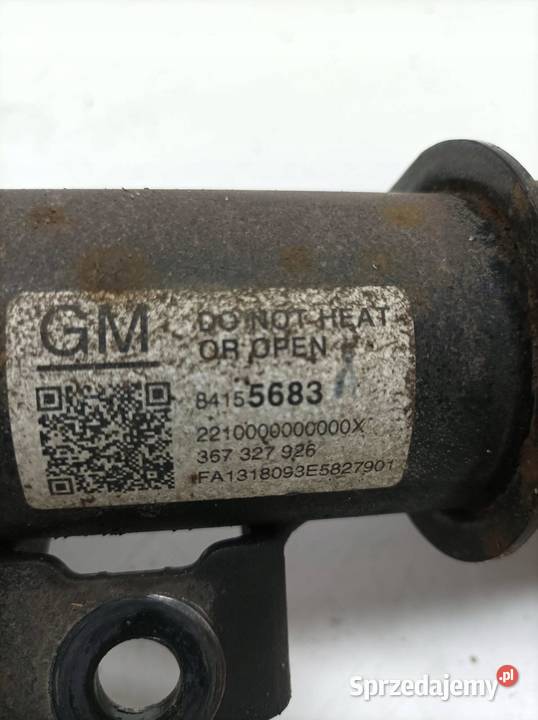 GM
DO NOT HEAT
OR OPEN
84155683
2210000000000X
367 327 926
FA1318093E5827901
Sprzedajemy.pl